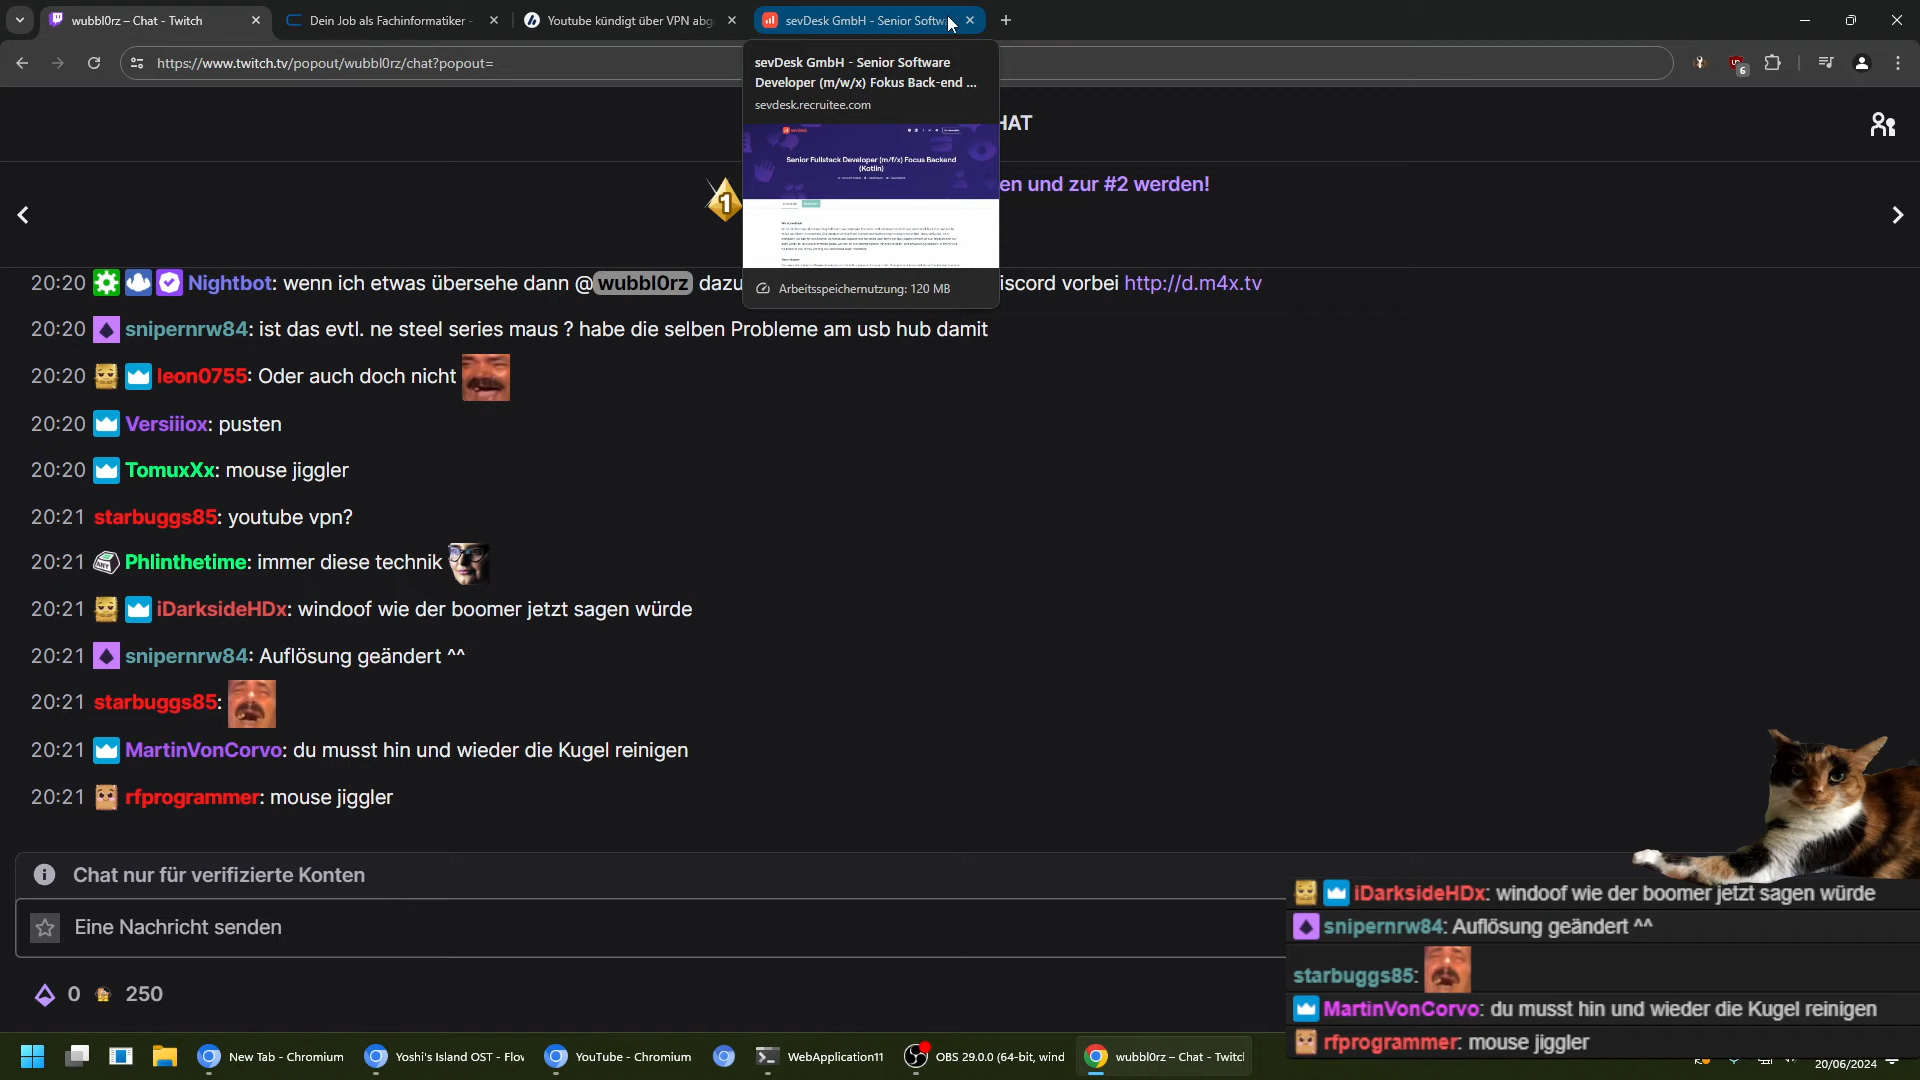 wubbl0rz – Chat - Twitch
Dein Job als Fachinformatiker -
Youtube kündigt über VPN abg
sevDesk GmbH - Senior Softwa
https://www.twitch.tv/popout/wubbl0rz/chat?popout=
6
sevDesk GmbH - Senior Software
Developer (m/w/x) Fokus Back-end ...
sevdesk.recruitee.com
HAT
sevdesk
Senior Fullstack Developer (m/f/x) Focus Backend
(Kotlin)
1
en und zur #2 werden!
Arbeitsspeichernutzung: 120 MB
20:20 Nightbot: wenn ich etwas übersehe dann @wubbl0rz dazu
iscord vorbei http://d.m4x.tv
20:20 snipernrw84: ist das evtl. ne steel series maus ? habe die selben Probleme am usb hub damit
20:20 leon0755: Oder auch doch nicht
20:20 Versiiiox: pusten
20:20 TomuxXx: mouse jiggler
20:21 starbuggs85: youtube vpn?
20:21 ANY Phlinthetime: immer diese technik
20:21 iDarksideHDx: windoof wie der boomer jetzt sagen würde
20:21 snipernrw84: Auflösung geändert ^^
20:21 starbuggs85:
20:21 MartinVonCorvo: du musst hin und wieder die Kugel reinigen
20:21 rfprogrammer: mouse jiggler
Chat nur für verifizierte Konten
Eine Nachricht senden
0 250
iDarksideHDx: windoof wie der boomer jetzt sagen würde
snipernrw84: Auflösung geändert ^^
starbuggs85:
MartinVonCorvo: du musst hin und wieder die Kugel reinigen
rfprogrammer: mouse jiggler
New Tab - Chromium
Yoshi's Island OST - Flov
YouTube - Chromium
WebApplication11
OBS 29.0.0 (64-bit, wind
wubbl0rz – Chat - Twitch
20/06/2024